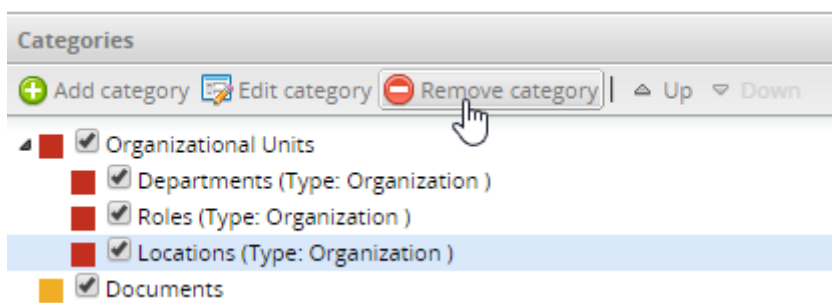 Categories
Add category Edit category Remove category | Up Down
Organizational Units
Departments (Type: Organization )
Roles (Type: Organization )
Locations (Type: Organization )
Documents